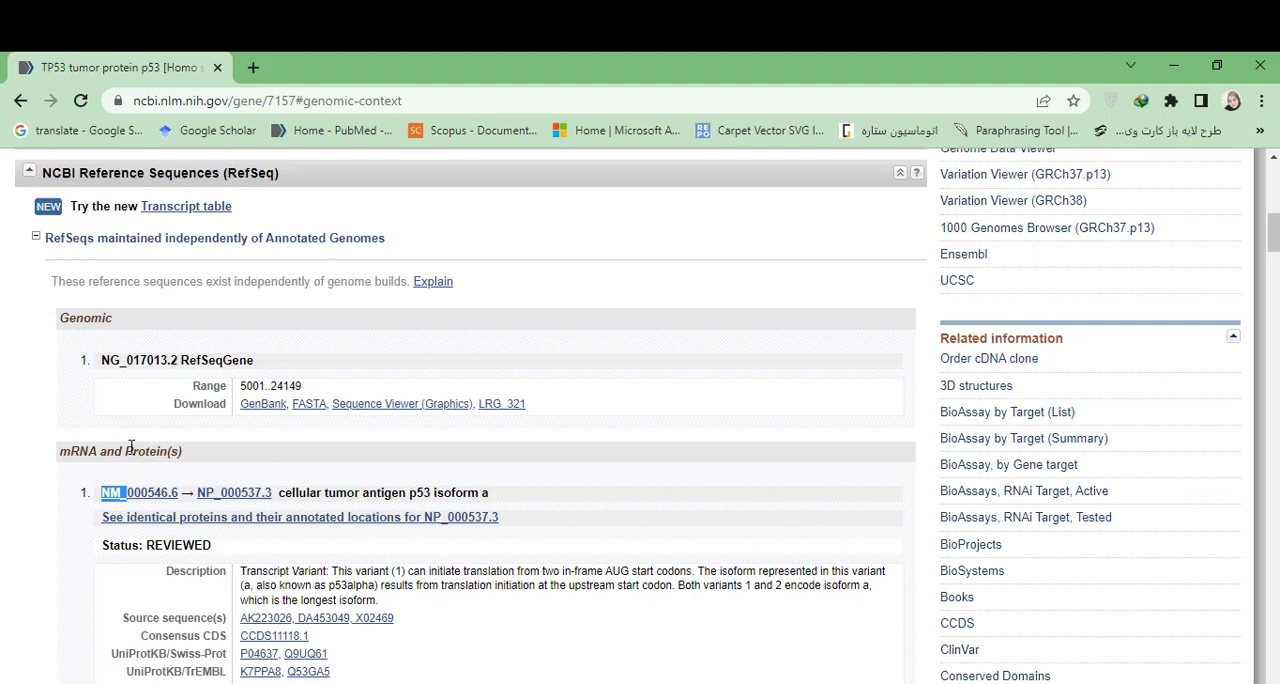 TP53 tumor protein p53 [Homo s
ncbi.nlm.nih.gov/gene/7157#genomic-context
translate - Google S... Google Scholar Home - PubMed -... SC Scopus - Document... Home | Microsoft A... REPO Carpet Vector SVG I... اتوماسیون ستاره Paraphrasing Tool |... طرح لایه باز کارت وی... »
NCBI Reference Sequences (RefSeq) ?
NEW Try the new Transcript table
RefSeqs maintained independently of Annotated Genomes
These reference sequences exist independently of genome builds. Explain
Genomic
1. NG_017013.2 RefSeqGene
Range 5001..24149
Download GenBank, FASTA, Sequence Viewer (Graphics), LRG_321
mRNA and Protein(s)
1. NM_000546.6 → NP_000537.3 cellular tumor antigen p53 isoform a
See identical proteins and their annotated locations for NP_000537.3
Status: REVIEWED
Description Transcript Variant: This variant (1) can initiate translation from two in-frame AUG start codons. The isoform represented in this variant
(a, also known as p53alpha) results from translation initiation at the upstream start codon. Both variants 1 and 2 encode isoform a,
which is the longest isoform.
Source sequence(s) AK223026, DA453049, X02469
Consensus CDS CCDS11118.1
UniProtKB/Swiss-Prot P04637, Q9UQ61
UniProtKB/TrEMBL K7PPA8, Q53GA5
Genome Data Viewer
Variation Viewer (GRCh37.p13)
Variation Viewer (GRCh38)
1000 Genomes Browser (GRCh37.p13)
Ensembl
UCSC
Related information
Order cDNA clone
3D structures
BioAssay by Target (List)
BioAssay by Target (Summary)
BioAssay, by Gene target
BioAssays, RNAi Target, Active
BioAssays, RNAi Target, Tested
BioProjects
BioSystems
Books
CCDS
ClinVar
Conserved Domains